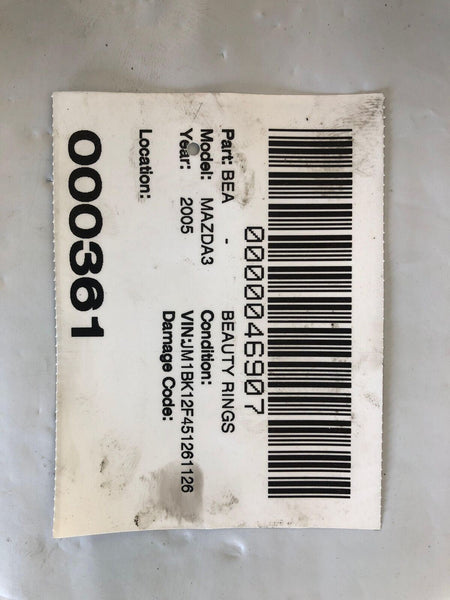 0000046907
Part: BEA - BEAUTY RINGS
Model: MAZDA3 Condition:
Year: 2005 VIN:JM1BK12F451261126
Damage Code:
Location:
000361